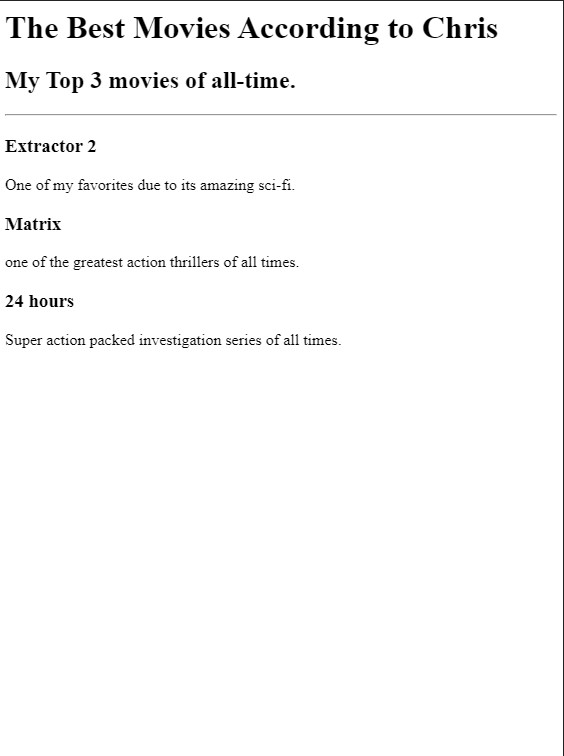 The Best Movies According to Chris
My Top 3 movies of all-time.
Extractor 2
One of my favorites due to its amazing sci-fi.
Matrix
one of the greatest action thrillers of all times.
24 hours
Super action packed investigation series of all times.